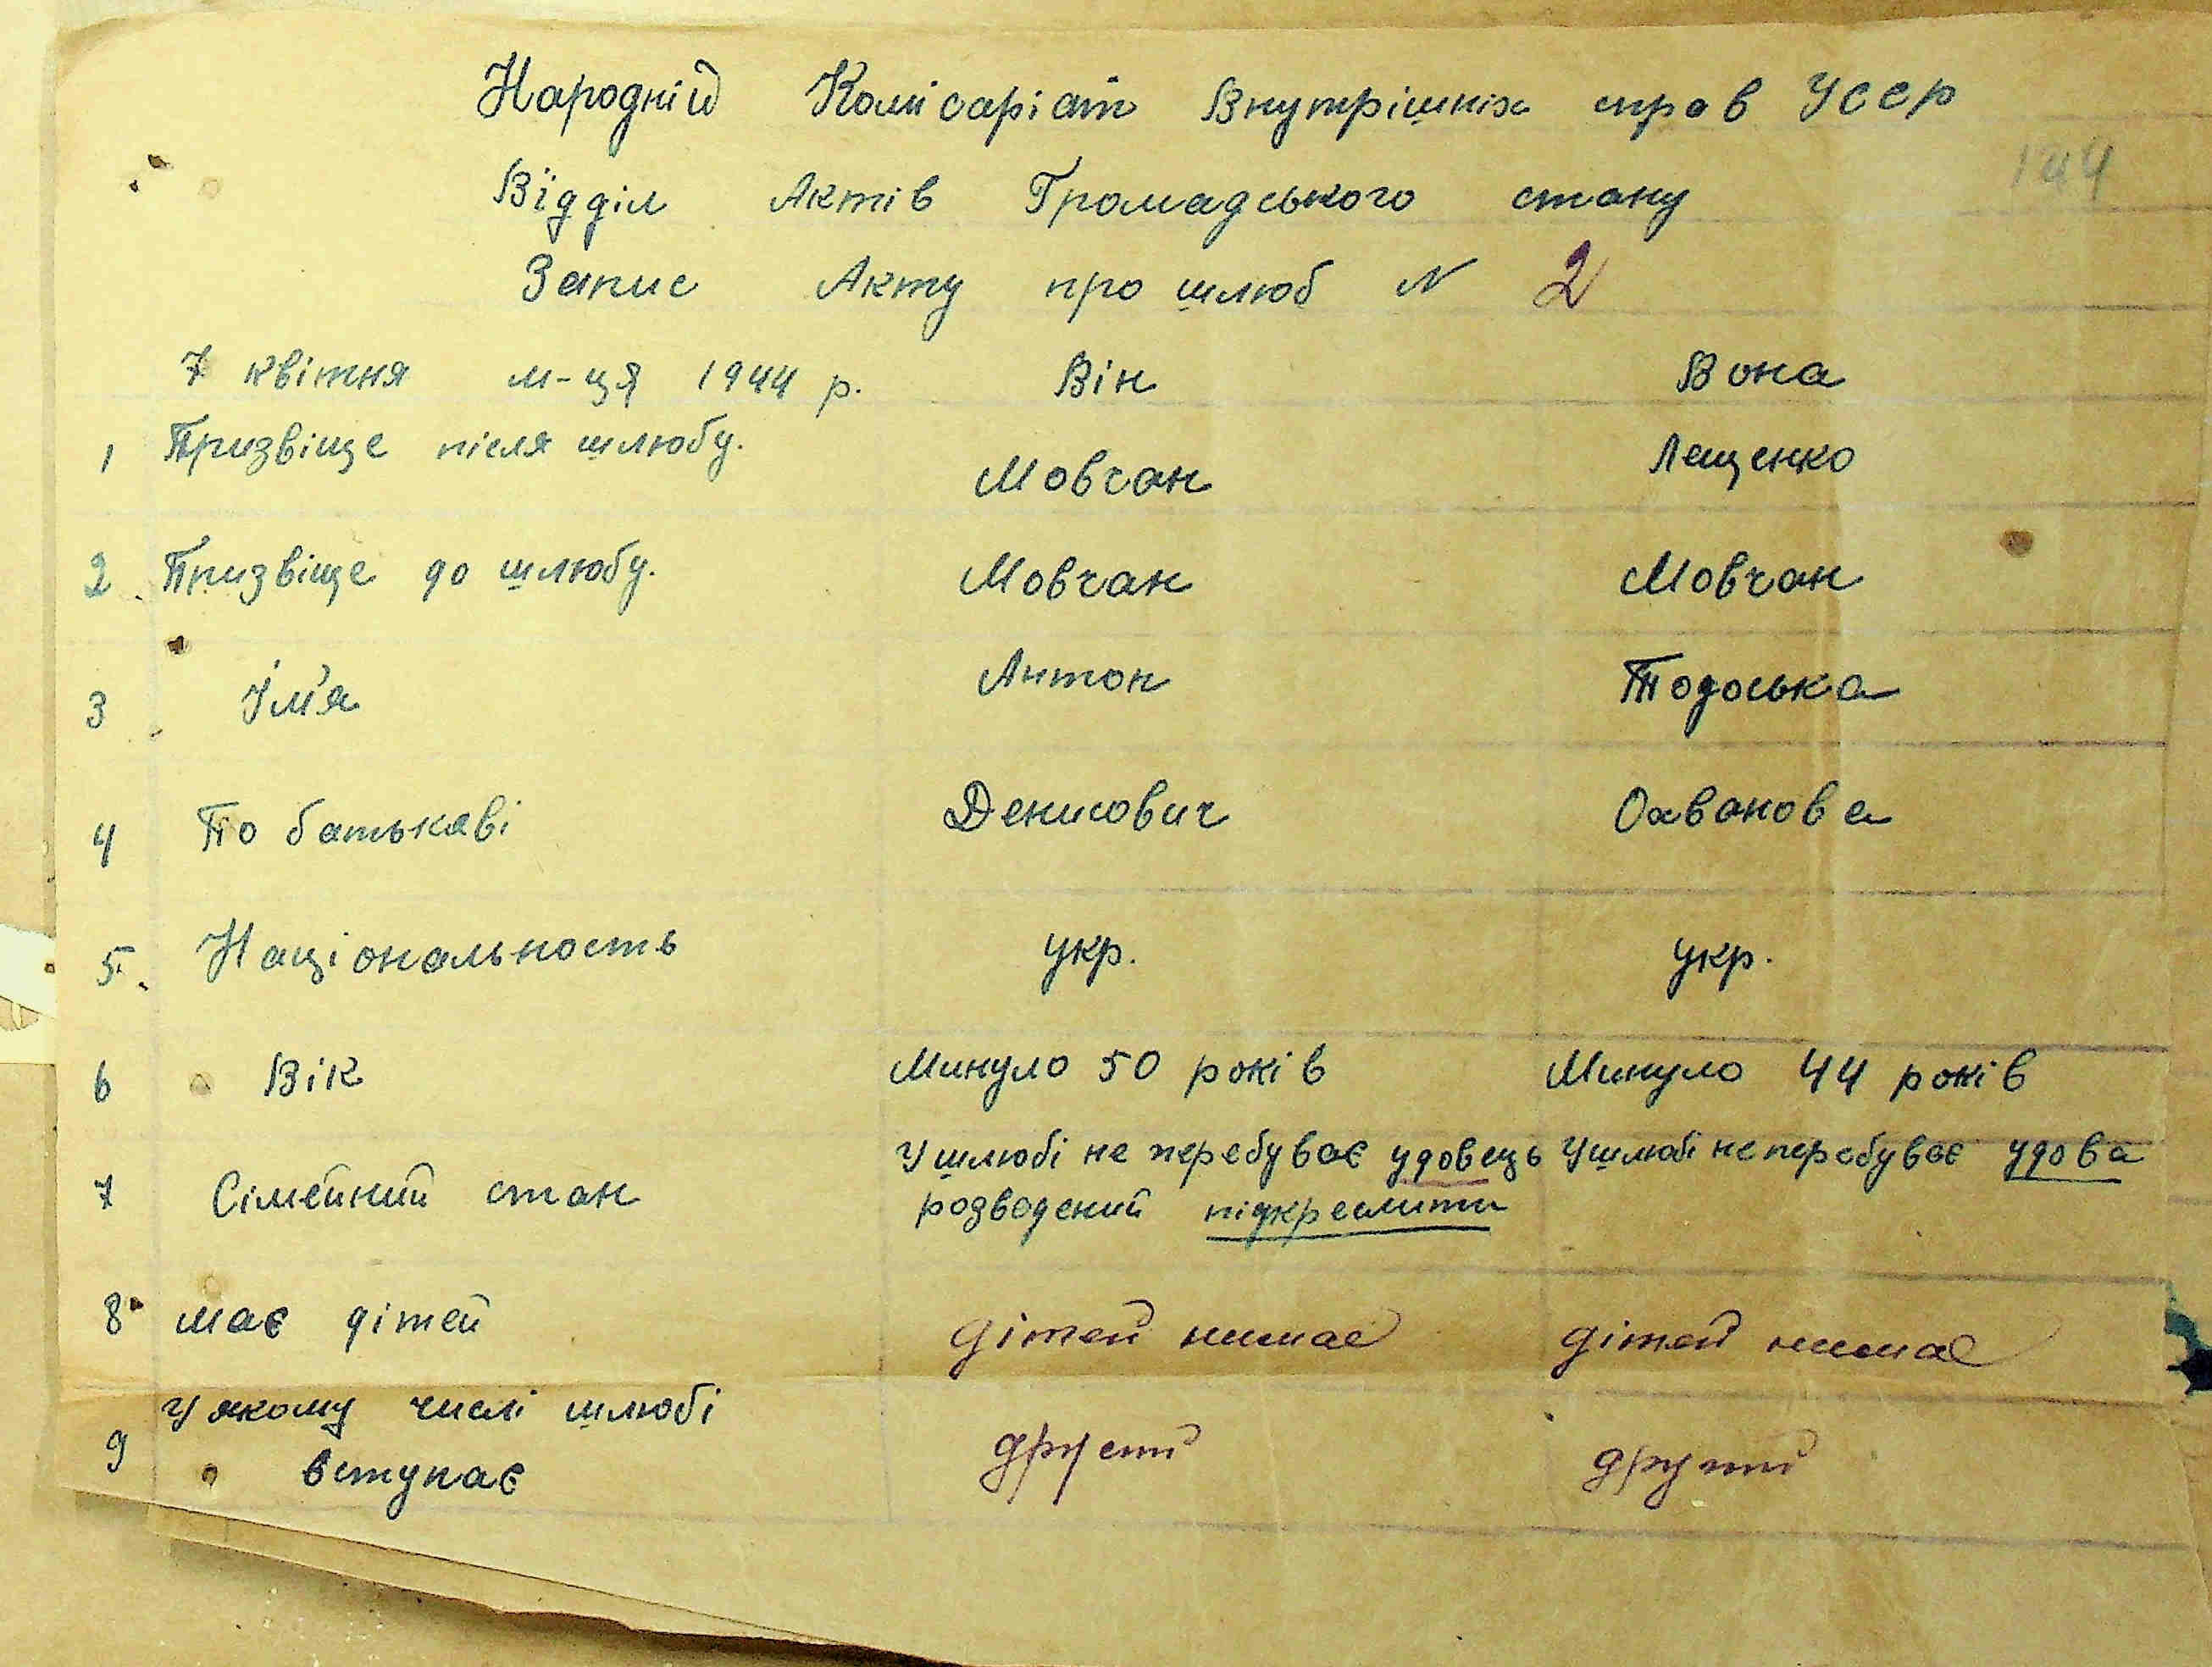 Народній Комісаріат Внутрішніх справ УССР
144
Відділ Актів Громадського стану
Запис Акту про шлюб N 2
7 квітня м-ця 1944 р. Він Вона
1 Призвіще після шлюбу. Мовчан Лещенко
2. Призвіще до шлюбу. Мовчан Мовчан
3 Ім'я Антон Тодоська
4 По батькові Денисович
5. Національность укр. укр.
6 Вік Минуло 50 років Минуло 44 років
7 Сімейний стан У шлюбі не перебуває удовець У шлюбі не перебуває удова
розведений підкреслити
8 має дітей дітей нимає дітей нимає
У якому числі шлюбі
9 вступає другий другий